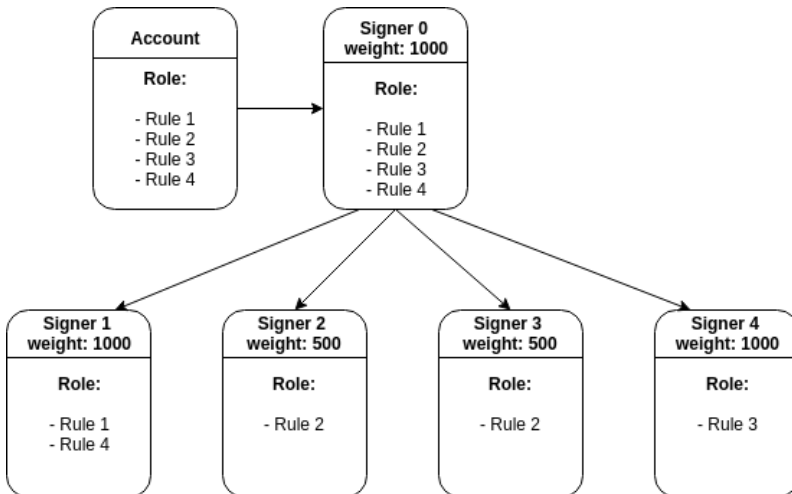 Account
Role:
- Rule 1
- Rule 2
- Rule 3
- Rule 4
Signer 0
weight: 1000
Role:
- Rule 1
- Rule 2
- Rule 3
- Rule 4
Signer 1
weight: 1000
Role:
- Rule 1
- Rule 4
Signer 2
weight: 500
Role:
- Rule 2
Signer 3
weight: 500
Role:
- Rule 2
Signer 4
weight: 1000
Role:
- Rule 3